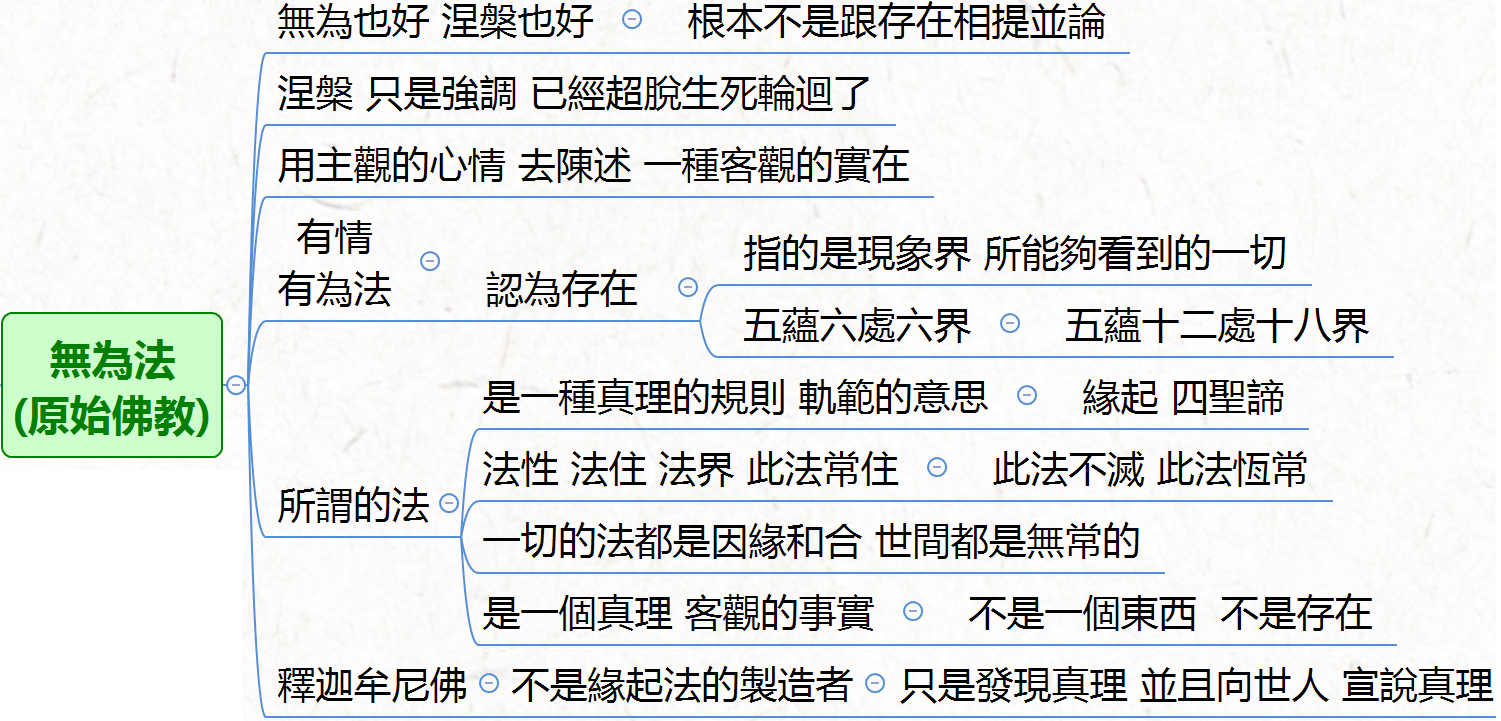 無為也好 涅槃也好 根本不是跟存在相提並論
涅槃 只是強調 已經超脫生死輪迴了
用主觀的心情 去陳述 一種客觀的實在
有情
有為法 認為存在
指的是現象界 所能夠看到的一切
五蘊六處六界 五蘊十二處十八界
無為法
(原始佛教)
所謂的法
是一種真理的規則 軌範的意思 緣起 四聖諦
法性 法住 法界 此法常住 此法不滅 此法恆常
一切的法都是因緣和合 世間都是無常的
是一個真理 客觀的事實 不是一個東西 不是存在
釋迦牟尼佛 不是緣起法的製造者 只是發現真理 並且向世人 宣說真理